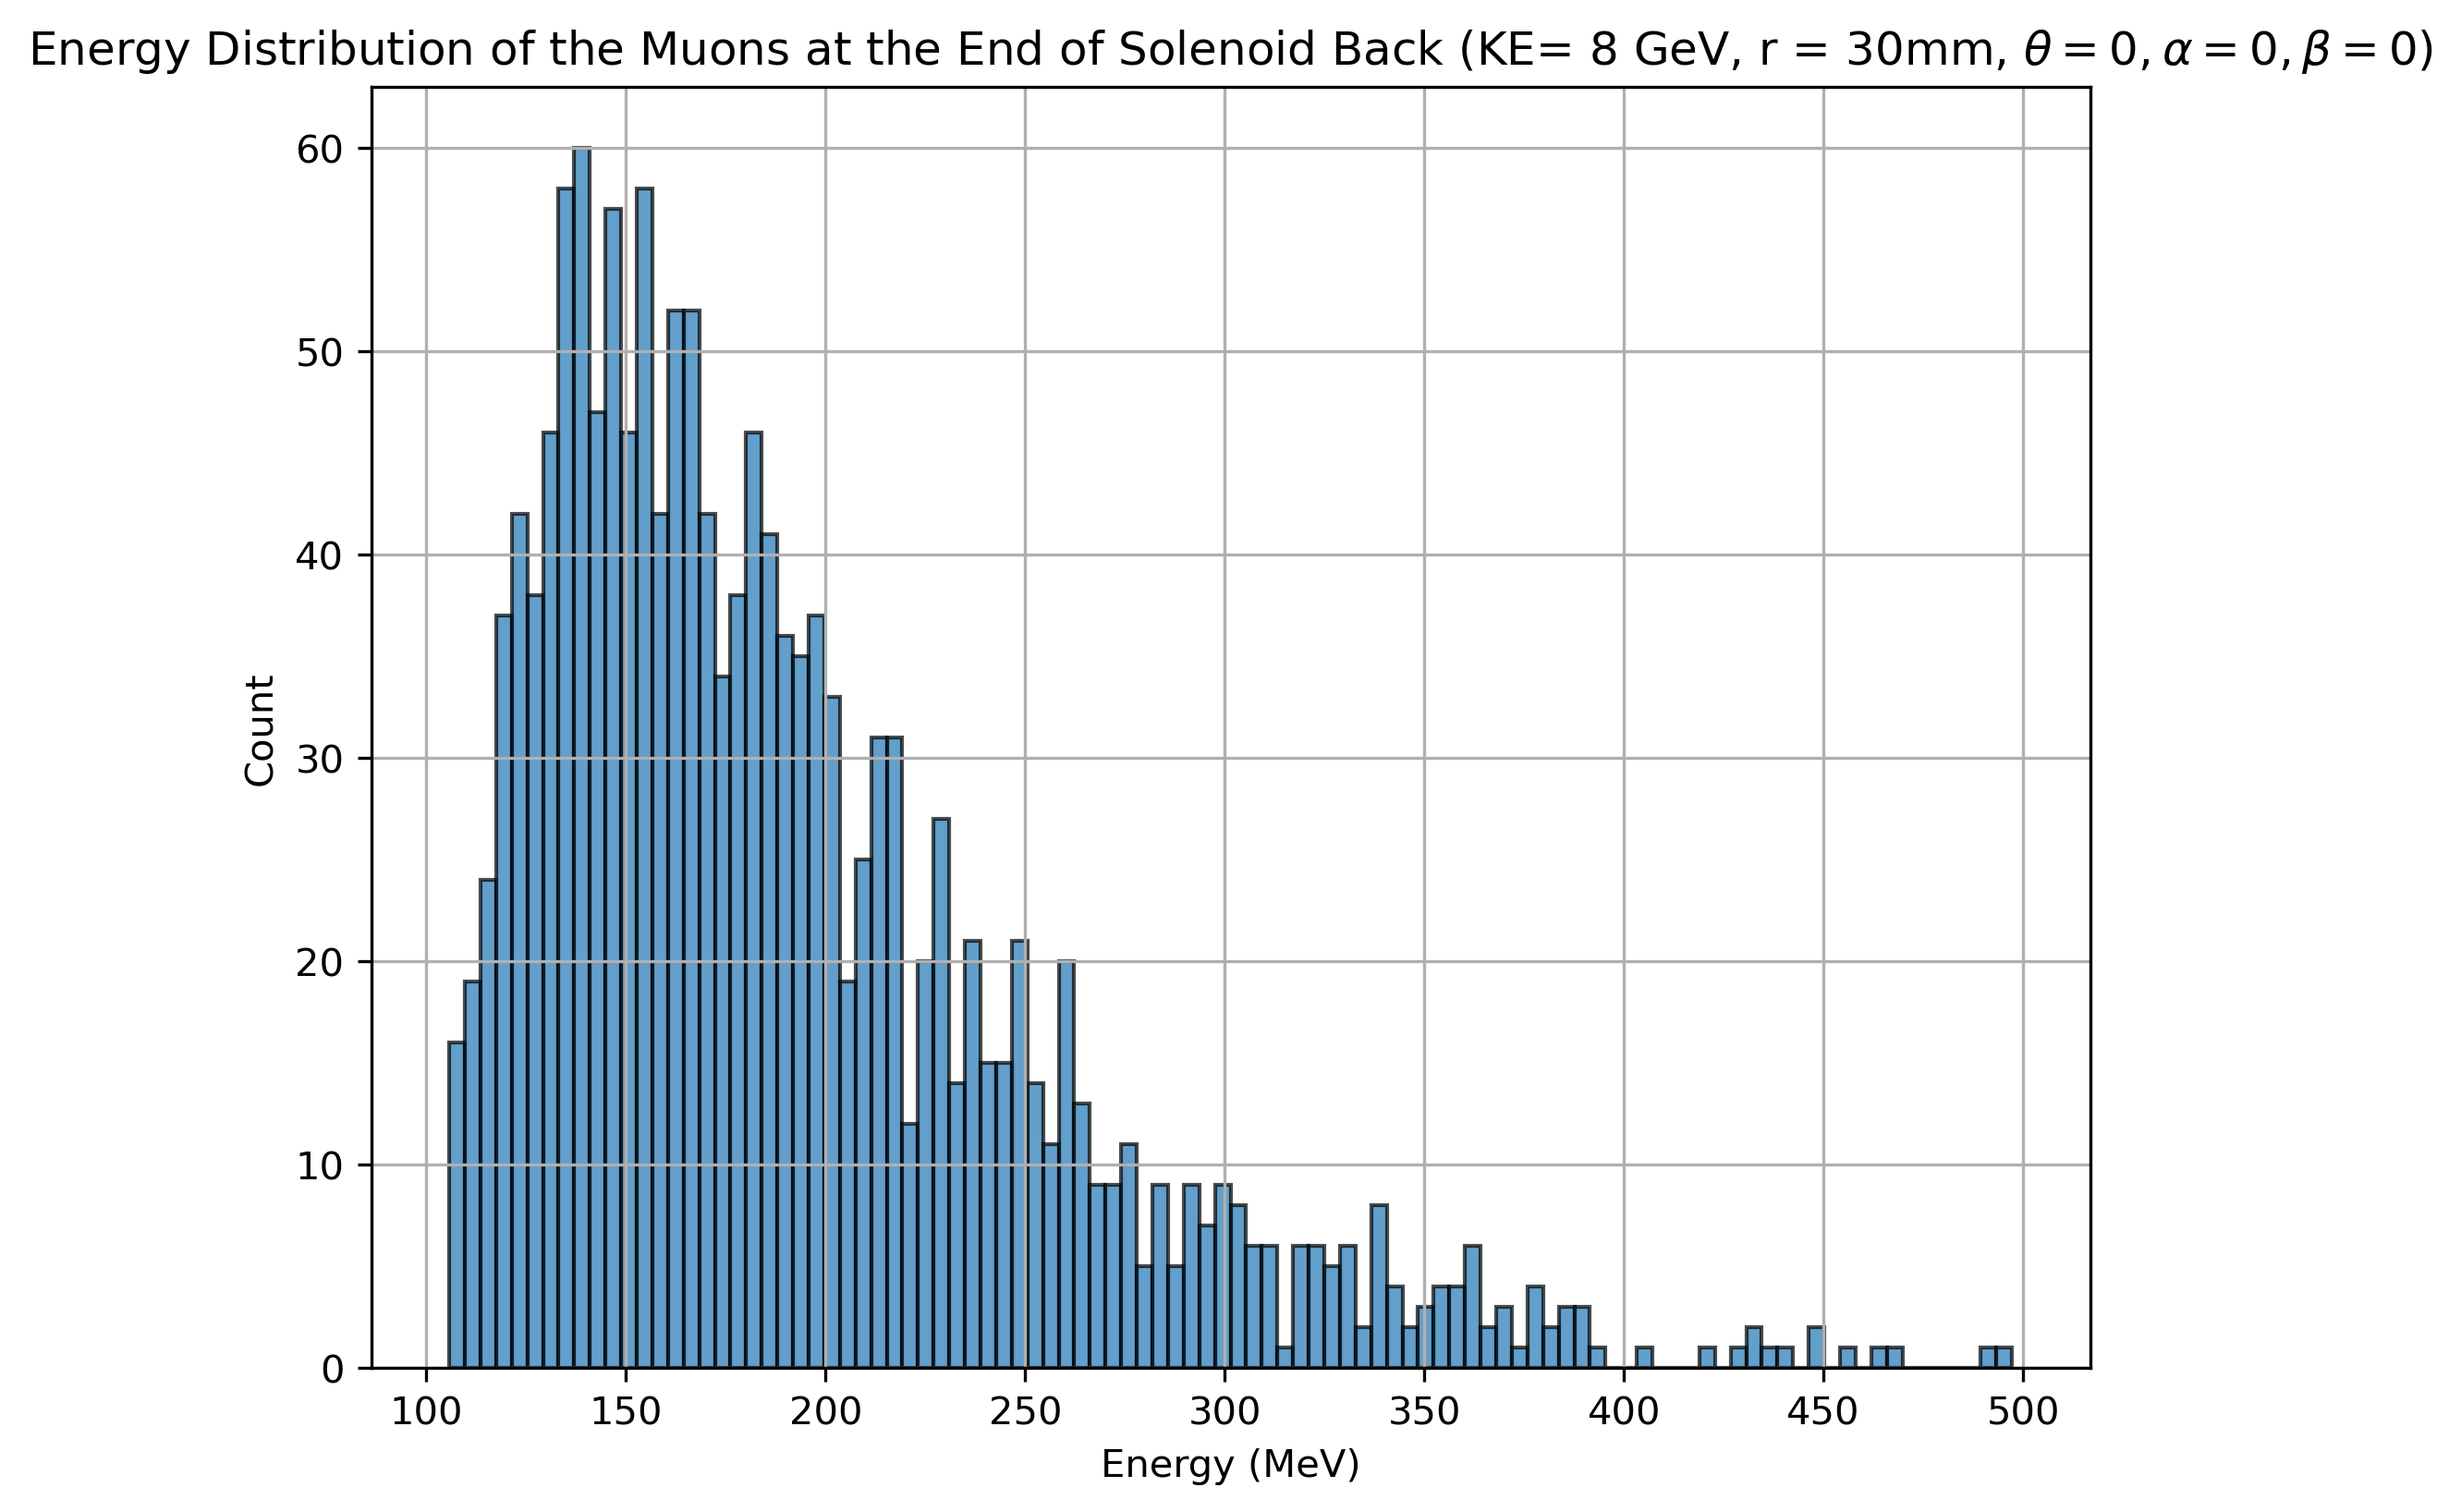 Energy Distribution of the Muons at the End of Solenoid Back (KE= 8 GeV, r = 30mm, θ = 0, α = 0, β = 0)
60
50
40
30
20
10
0
Count
100 150 200 250 300 350 400 450 500
Energy (MeV)